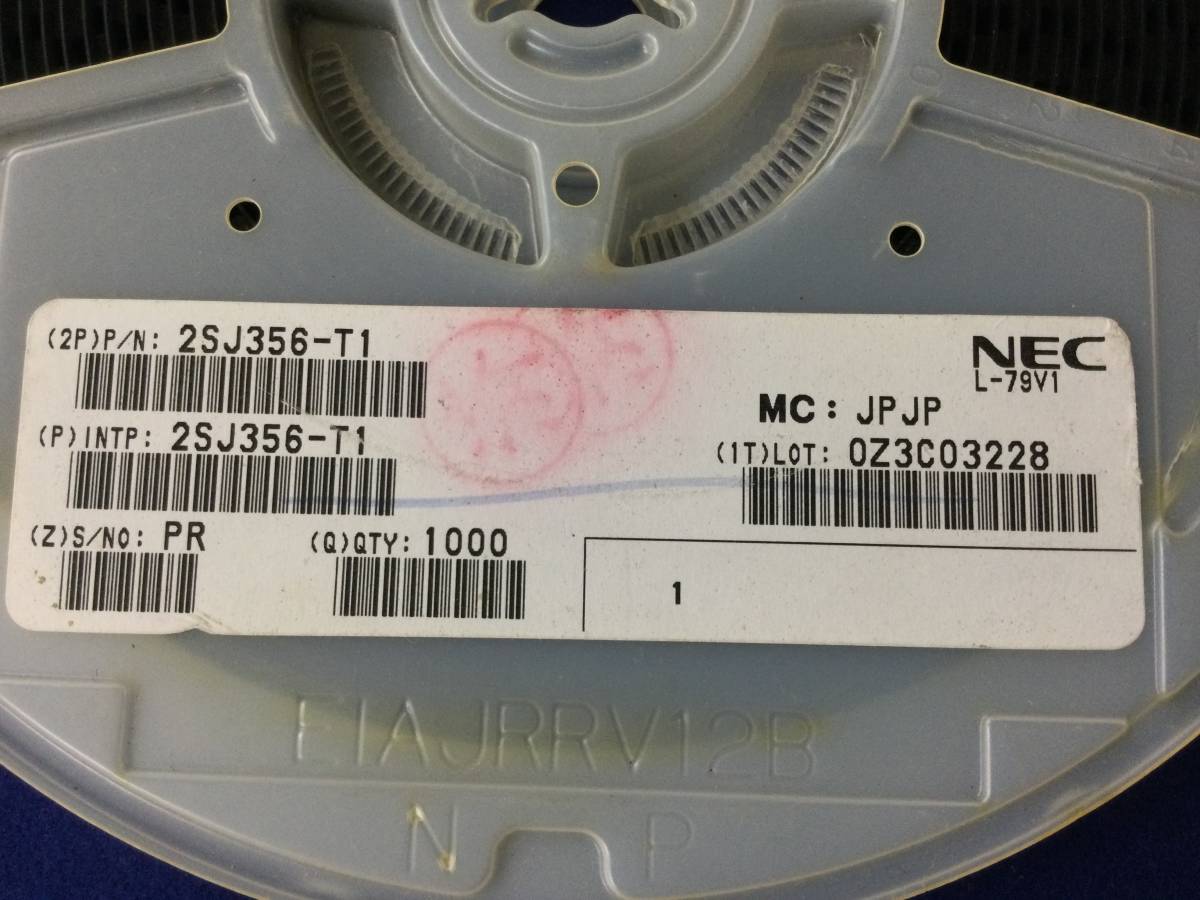 (2P)P/N: 2SJ356-T1
NEC
L-79V1
MC: JPJP
(P)INTP: 2SJ356-T1
(1T)LOT: 0Z3C03228
(Z)S/NO: PR
(Q)QTY: 1000
1
EIAJRRV12B
N P